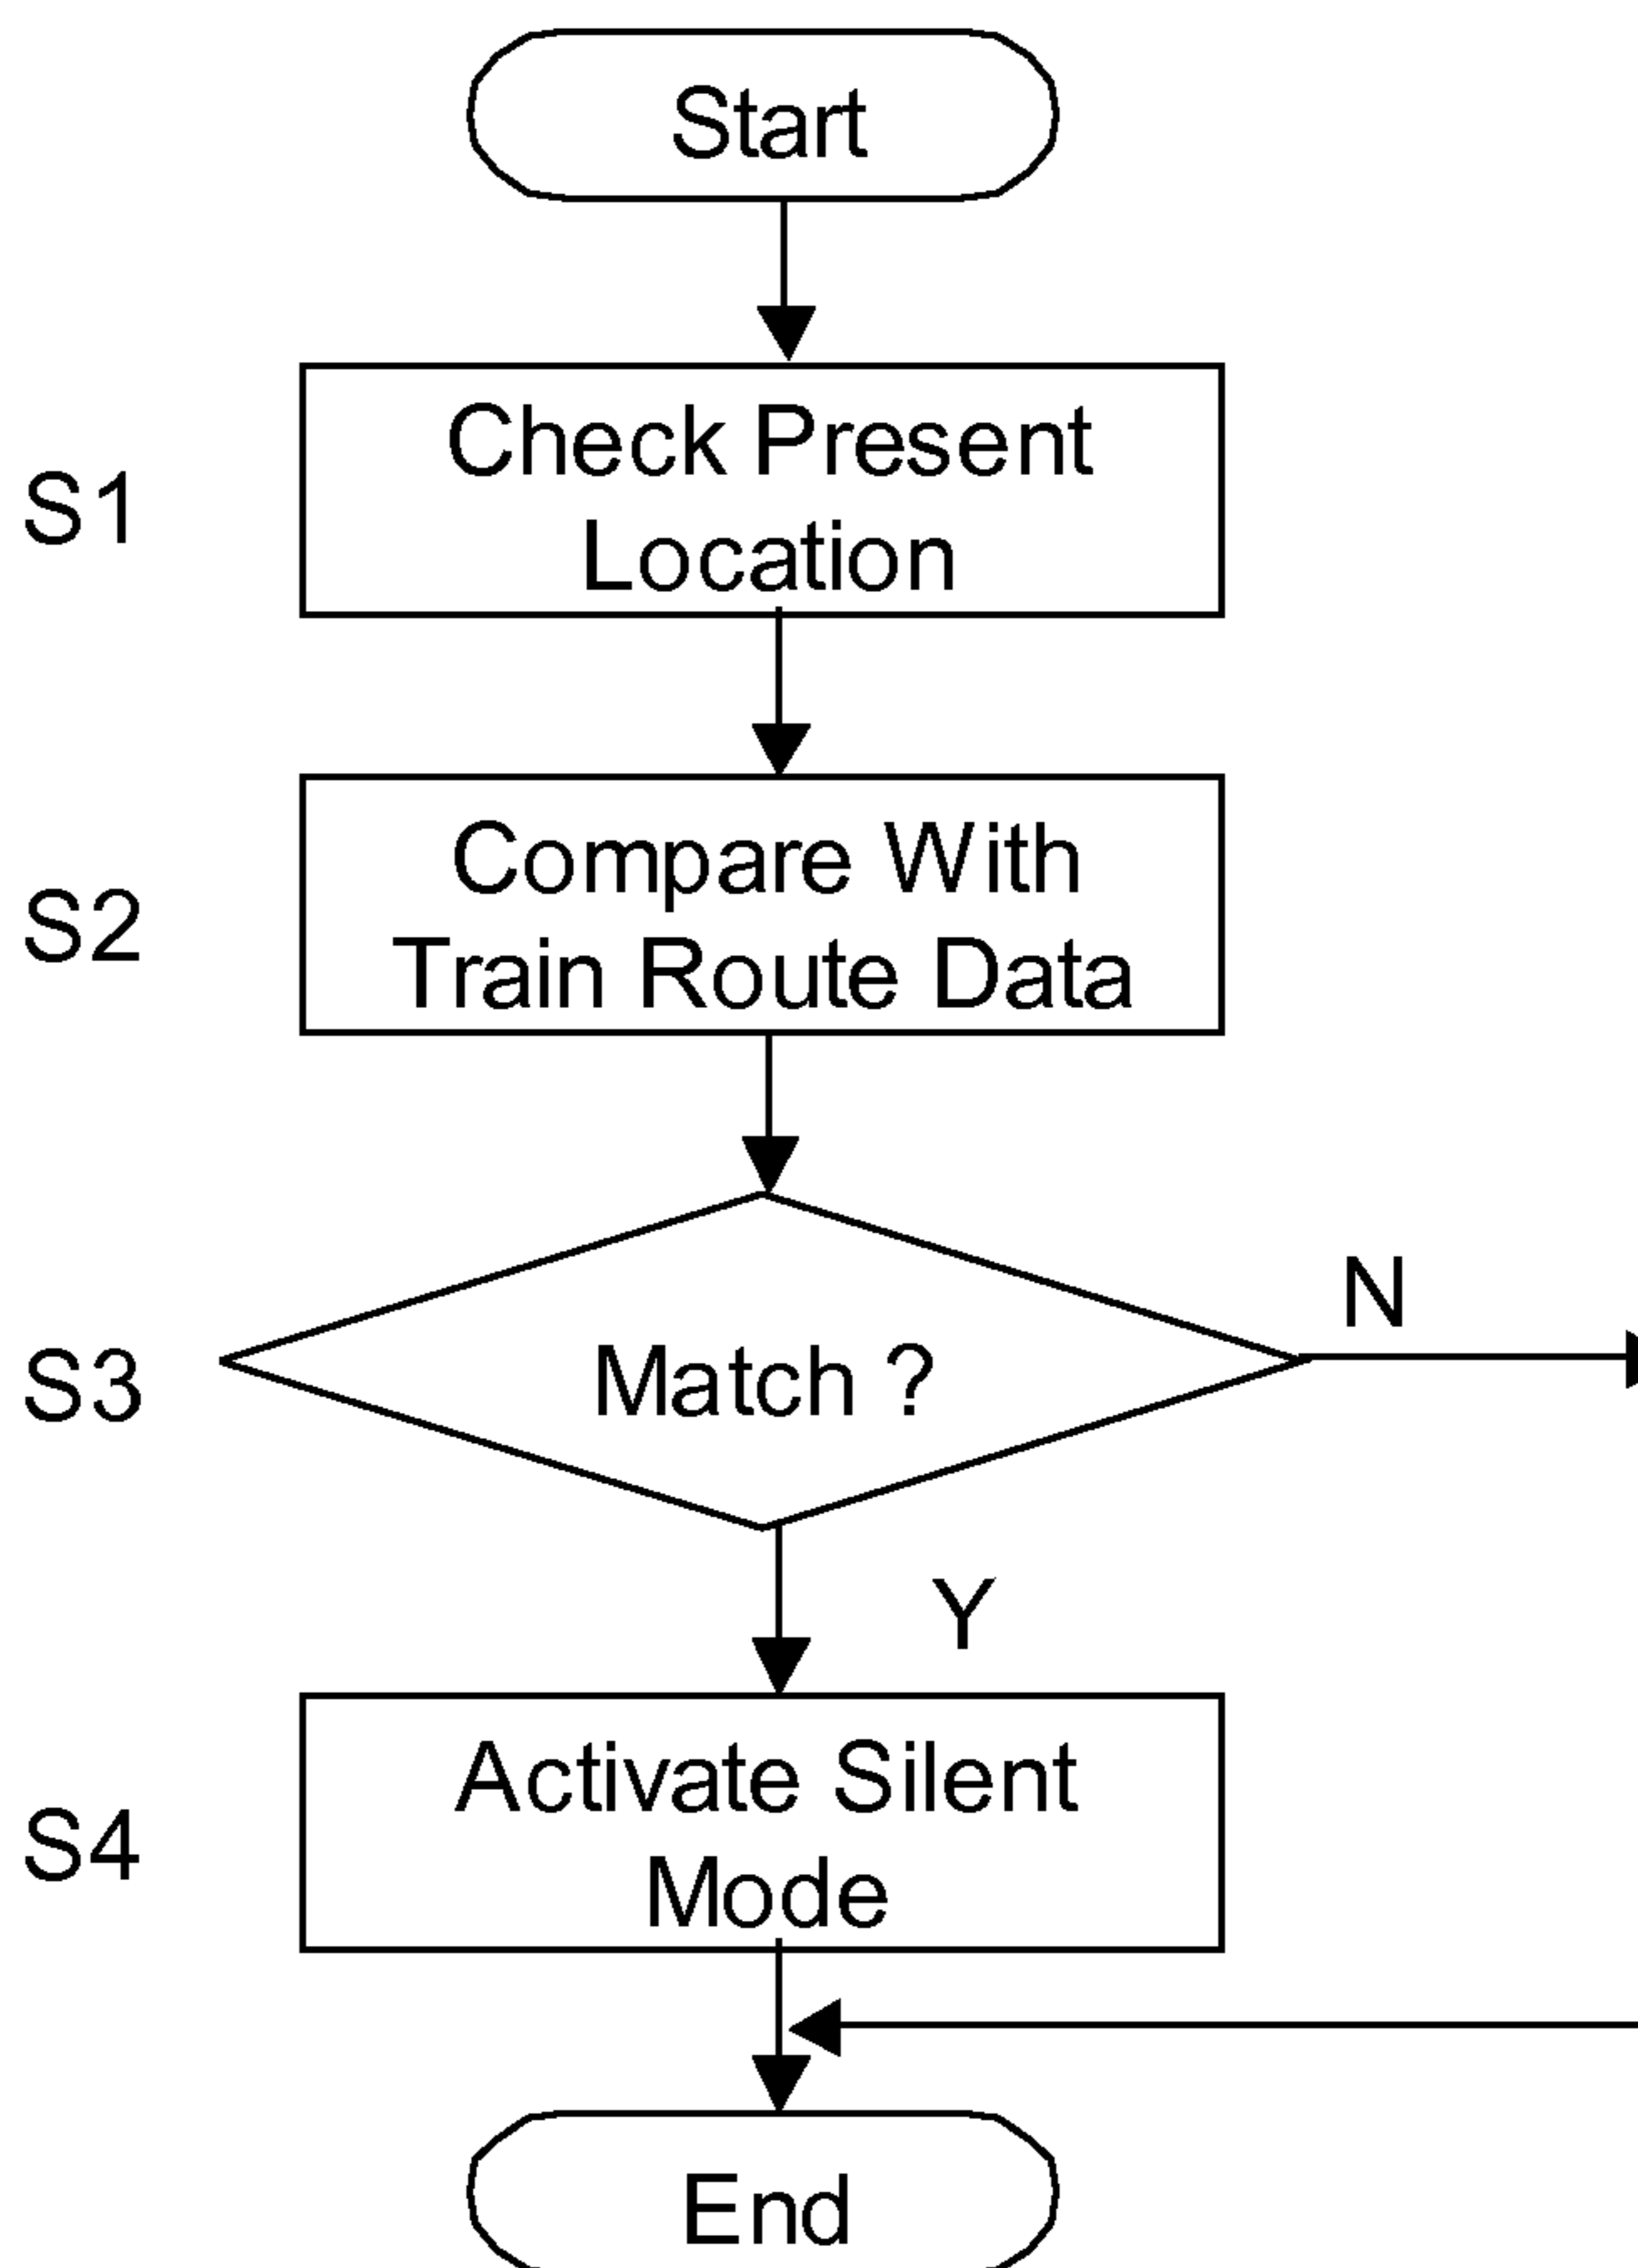 Start
S1
Check Present
Location
S2
Compare With
Train Route Data
S3
Match ?
N
Y
S4
Activate Silent
Mode
End